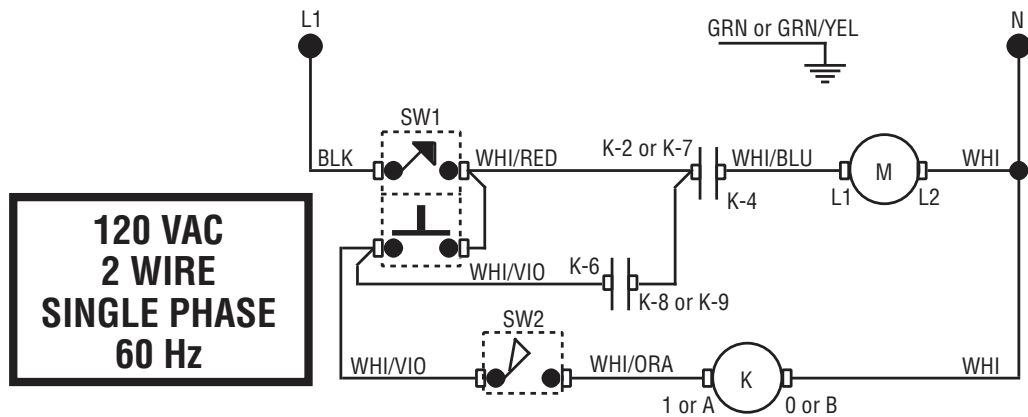 L1
GRN or GRN/YEL
N
SW1
BLK
WHI/RED
K-2 or K-7
WHI/BLU
M
WHI
L1
L2
K-4
120 VAC
2 WIRE
SINGLE PHASE
60 Hz
WHI/VIO
K-6
K-8 or K-9
SW2
WHI/VIO
WHI/ORA
K
WHI
1 or A
0 or B